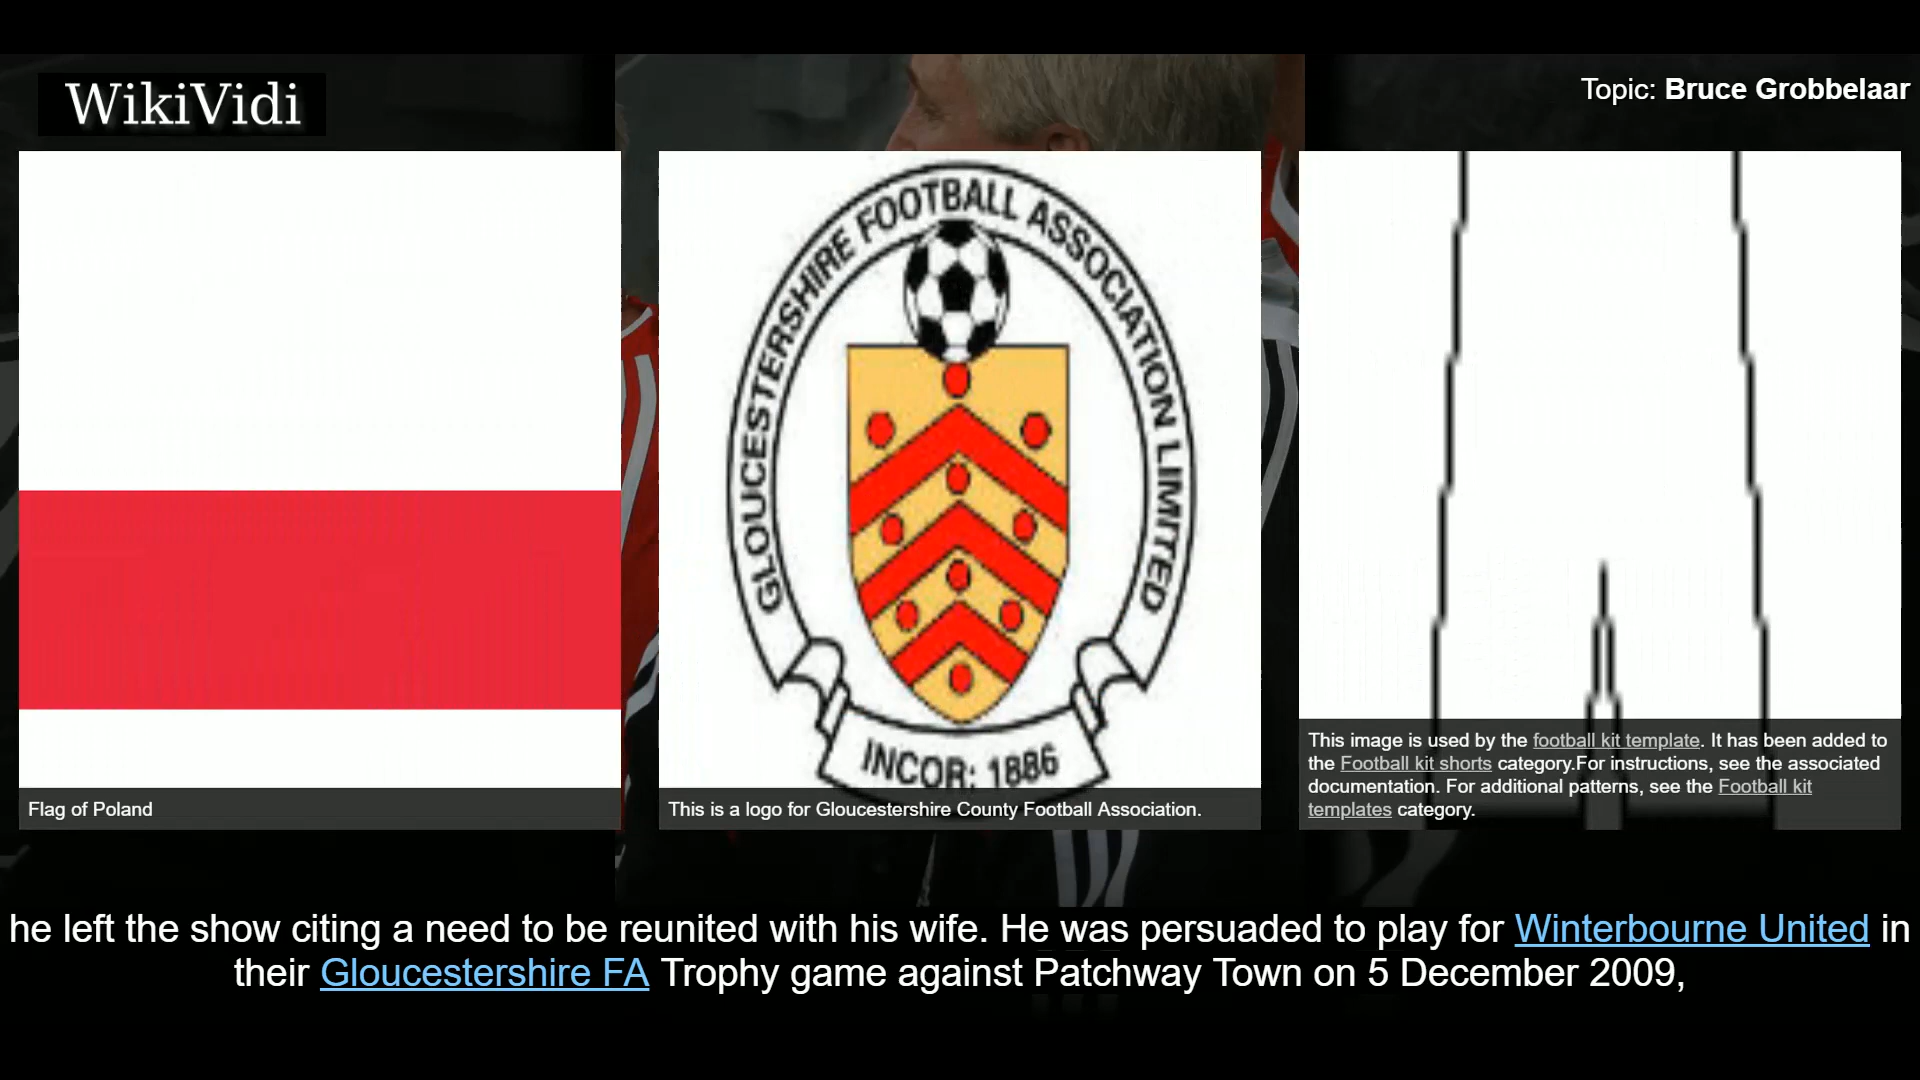 WikiVidi
Topic: Bruce Grobbelaar
GLOUCESTERSHIRE FOOTBALL ASSOCIATION LIMITED
INCOR: 1886
Flag of Poland
This is a logo for Gloucestershire County Football Association.
This image is used by the football kit template. It has been added to
the Football kit shorts category.For instructions, see the associated
documentation. For additional patterns, see the Football kit
templates category.
he left the show citing a need to be reunited with his wife. He was persuaded to play for Winterbourne United in
their Gloucestershire FA Trophy game against Patchway Town on 5 December 2009,